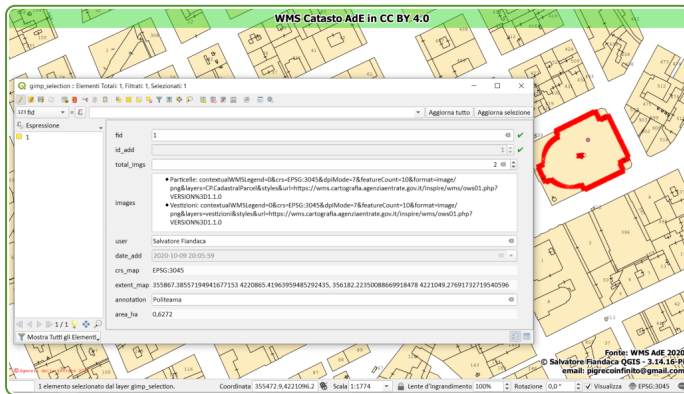 WMS Catasto AdE in CC BY 4.0
gimp_selection :: Elementi Totali: 1, Filtrati: 1, Selezionati: 1
123 fid = ε Aggiorna tutto Aggiorna selezione
Espressione
1
fid 1
id_add 1
total_imgs 2
images
Particelle: contextualWMSLegend=0&crs=EPSG:3045&dpiMode=7&featureCount=10&format=image/
png&layers=CP.CadastralParcel&styles&url=https://wms.cartografia.agenziaentrate.gov.it/inspire/wms/ows01.php?
VERSION%3D1.1.0
Vestizioni: contextualWMSLegend=0&crs=EPSG:3045&dpiMode=7&featureCount=10&format=image/
png&layers=vestizioni&styles&url=https://wms.cartografia.agenziaentrate.gov.it/inspire/wms/ows01.php?
VERSION%3D1.1.0
user Salvatore Fiandaca
date_add 2020-10-09 20:05:59
crs_map EPSG:3045
extent_map 355867.38557194941677153 4220865.41963959485292435, 356182.22350088669918478 4221049.27691732719540596
annotation Politeama
area_ha 0,6272
1 / 1
Mostra Tutti gli Elementi
Fonte: WMS AdE 2020
© Salvatore Fiandaca QGIS - 3.14.16-Pi
email: pigrecoinfinito@gmail.com
1 elemento selezionato dal layer gimp_selection. Coordinata 355472.9,4221096.2 Scala 1:1774 Lente d'ingrandimento 100% Rotazione 0,0 ° Visualizza EPSG:3045